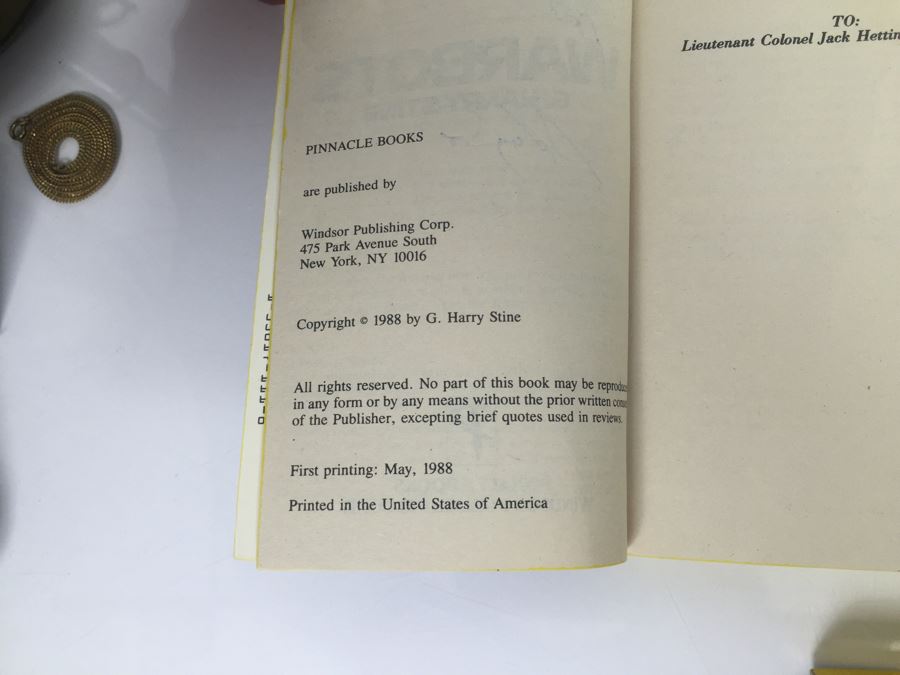 PINNACLE BOOKS
are published by
Windsor Publishing Corp.
475 Park Avenue South
New York, NY 10016
Copyright © 1988 by G. Harry Stine
All rights reserved. No part of this book may be
in any form or by any means without the prior written
of the Publisher, excepting brief quotes used in reviews.
First printing: May, 1988
Printed in the United States of America
TO:
Lieutenant Colonel Jack